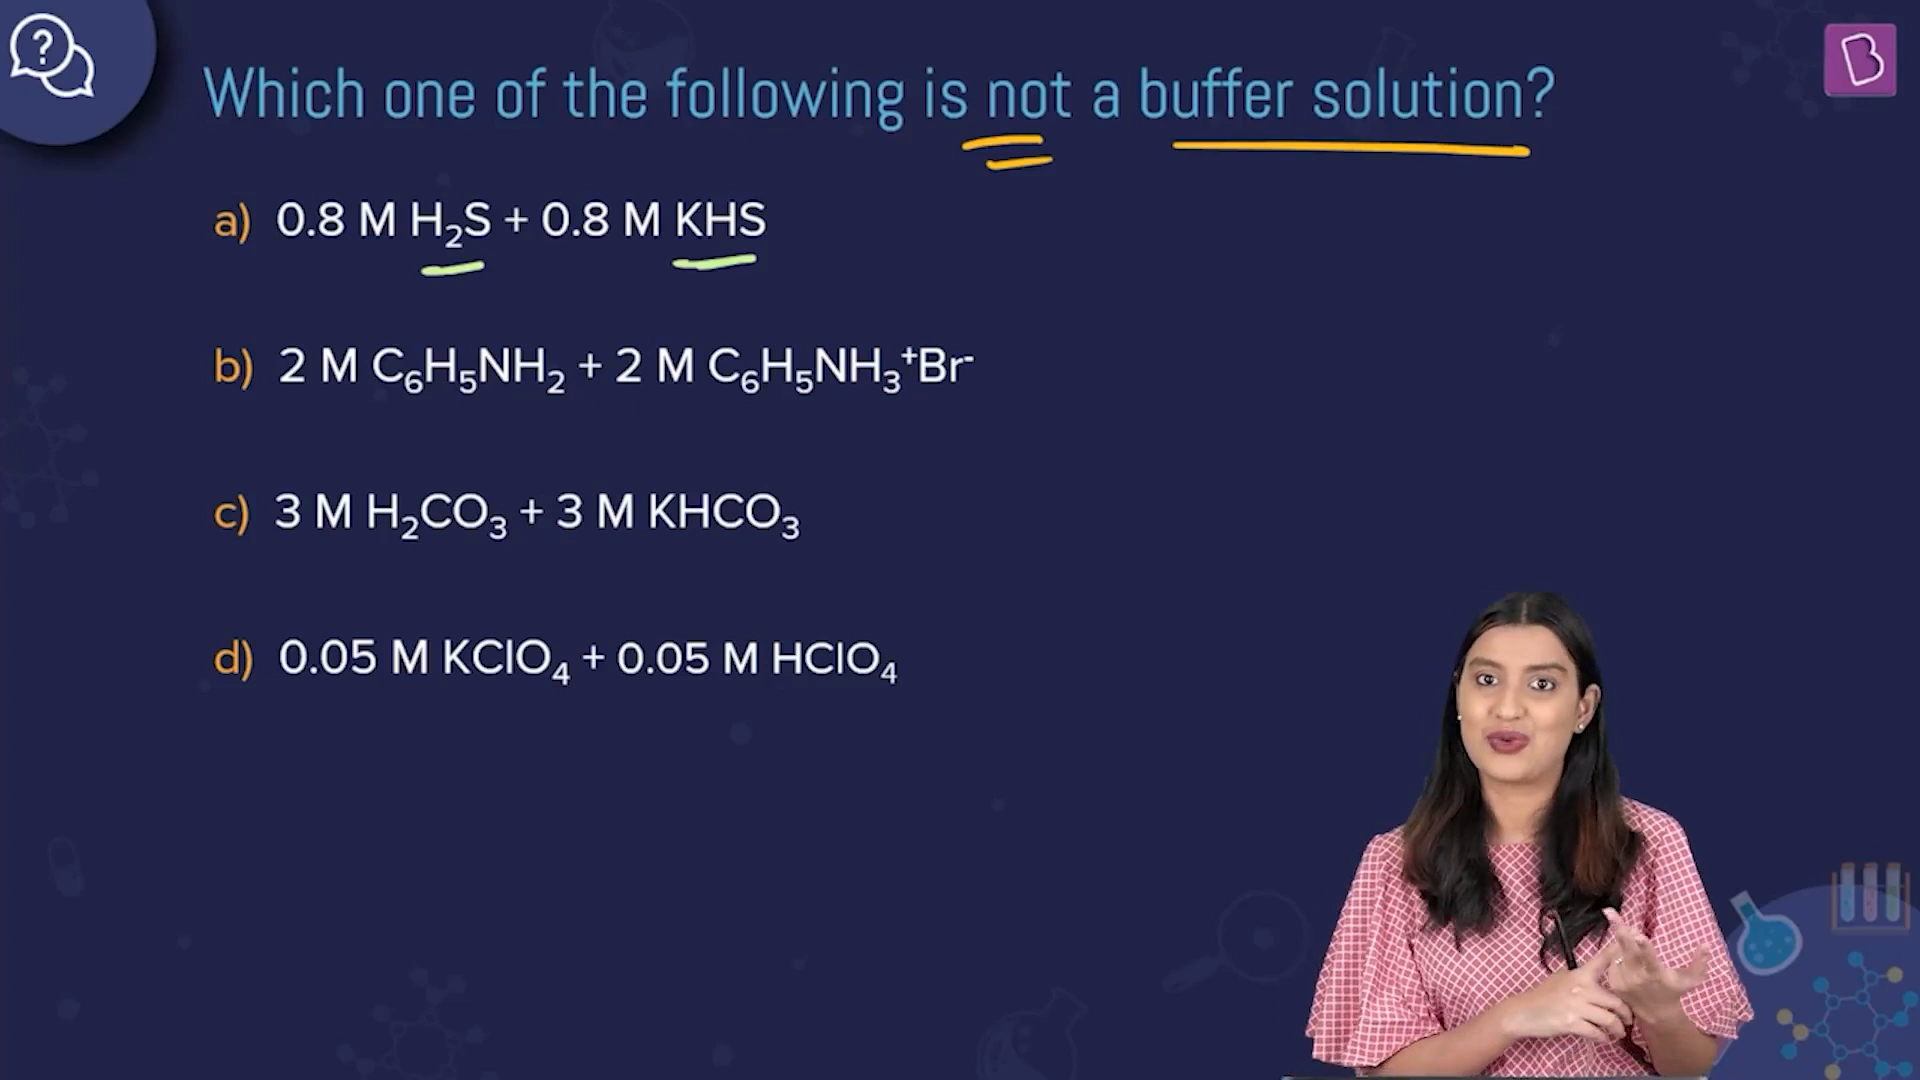 ?
Which one of the following is not a buffer solution?
B
a) 0.8 M H₂S + 0.8 M KHS
b) 2 M C₆H₅NH₂ + 2 M C₆H₅NH₃⁺Br⁻
c) 3 M H₂CO₃ + 3 M KHCO₃
d) 0.05 M KClO₄ + 0.05 M HClO₄